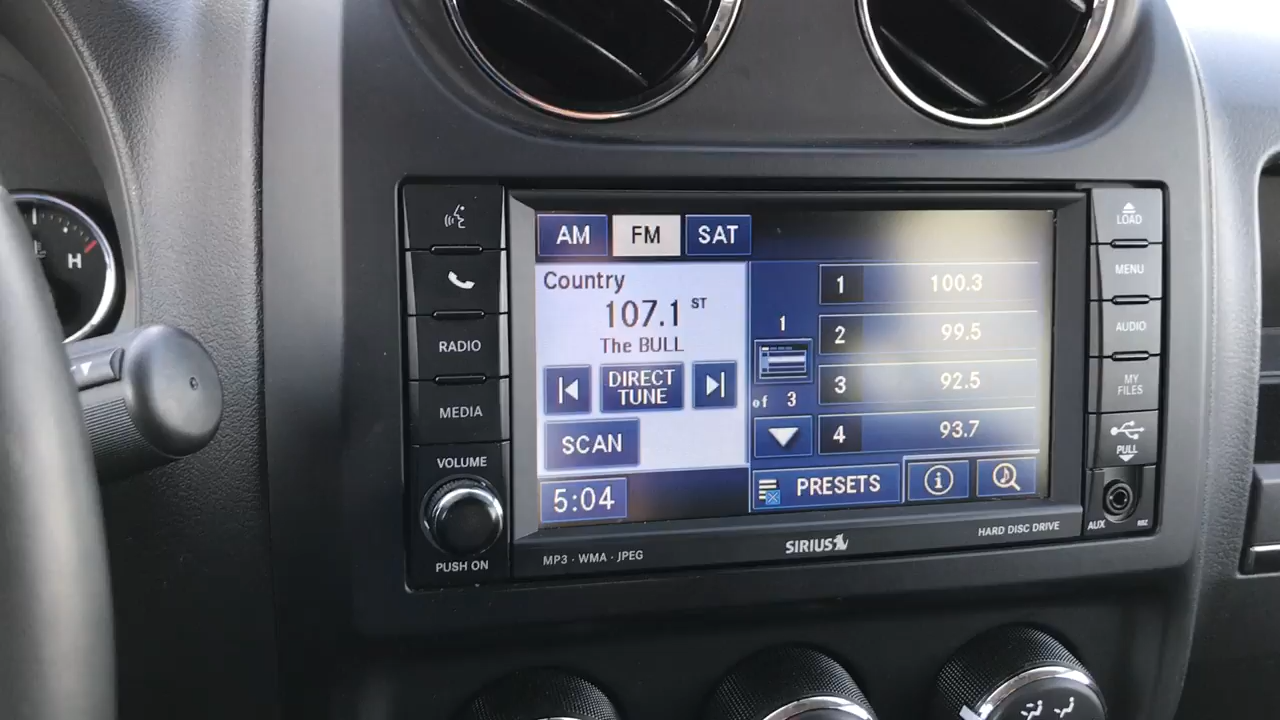 H
AM FM SAT
Country
107.1 ST
The BULL
DIRECT
TUNE
SCAN
5:04
1
of 3
1 100.3
2 99.5
3 92.5
4 93.7
PRESETS
RADIO
MEDIA
VOLUME
PUSH ON
MP3 · WMA · JPEG
SIRIUS
HARD DISC DRIVE
LOAD
MENU
AUDIO
MY
FILES
PULL
AUX
RBZ